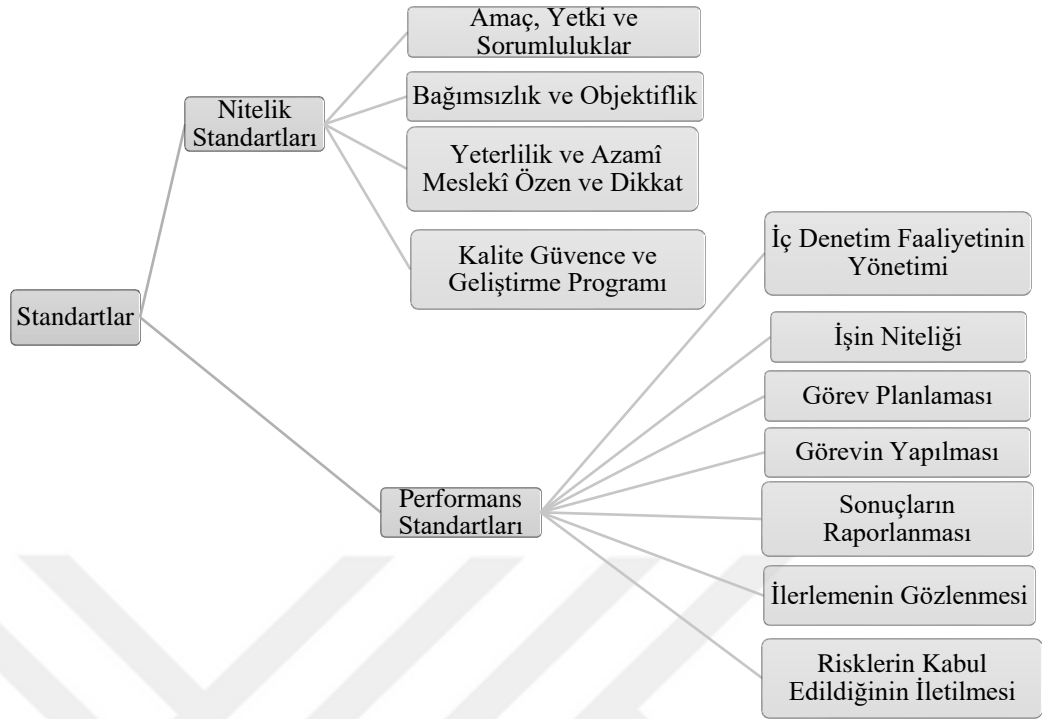 Standartlar
Nitelik
Standartları
Amaç, Yetki ve
Sorumluluklar
Bağımsızlık ve Objektiflik
Yeterlilik ve Azamî
Meslekî Özen ve Dikkat
Kalite Güvence ve
Geliştirme Programı
Performans
Standartları
İç Denetim Faaliyetinin
Yönetimi
İşin Niteliği
Görev Planlaması
Görevin Yapılması
Sonuçların
Raporlanması
İlerlemenin Gözlenmesi
Risklerin Kabul
Edildiğinin İletilmesi